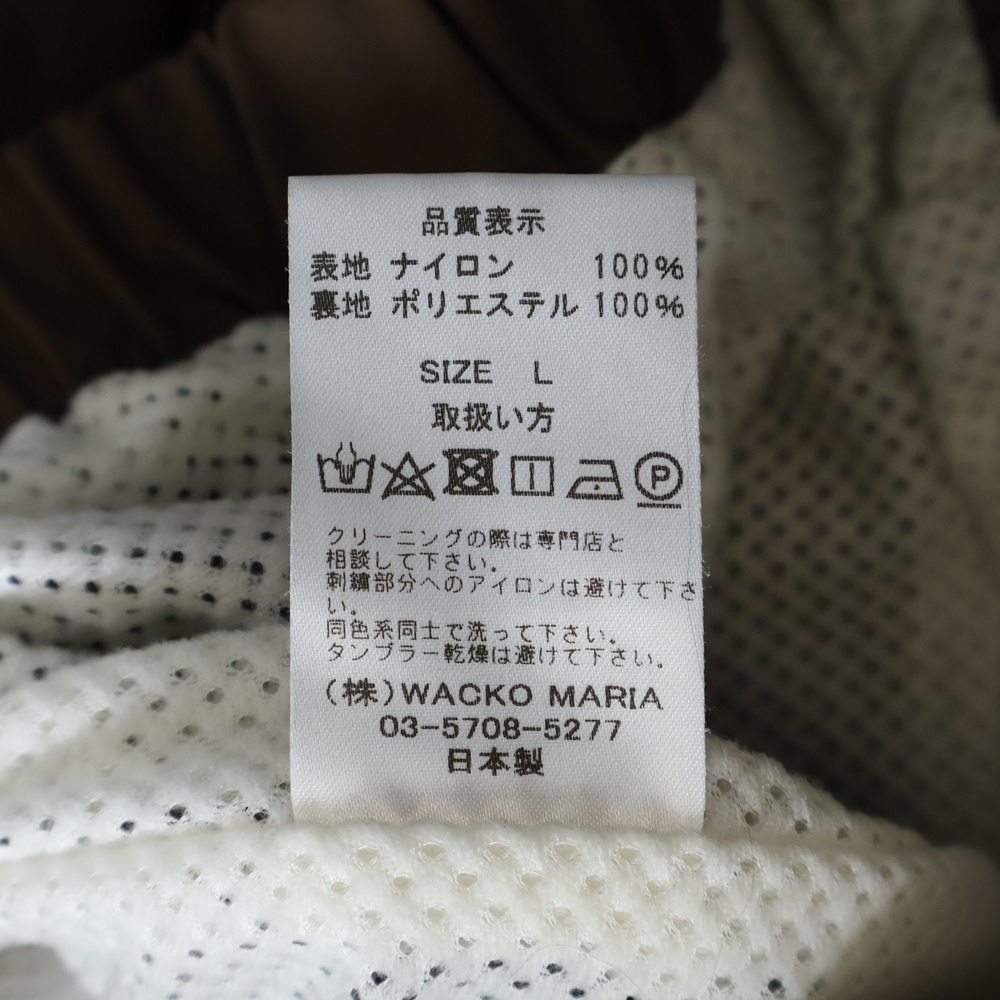 品質表示
表地 ナイロン 100%
裏地 ポリエステル 100%
SIZE L
取扱い方
P
クリーニングの際は専門店と
相談して下さい。
刺繍部分へのアイロンは避けて下さ
い。
同色系同士で洗って下さい。
タンブラー乾燥は避けて下さい。
(株)WACKO MARIA
03-5708-5277
日本製